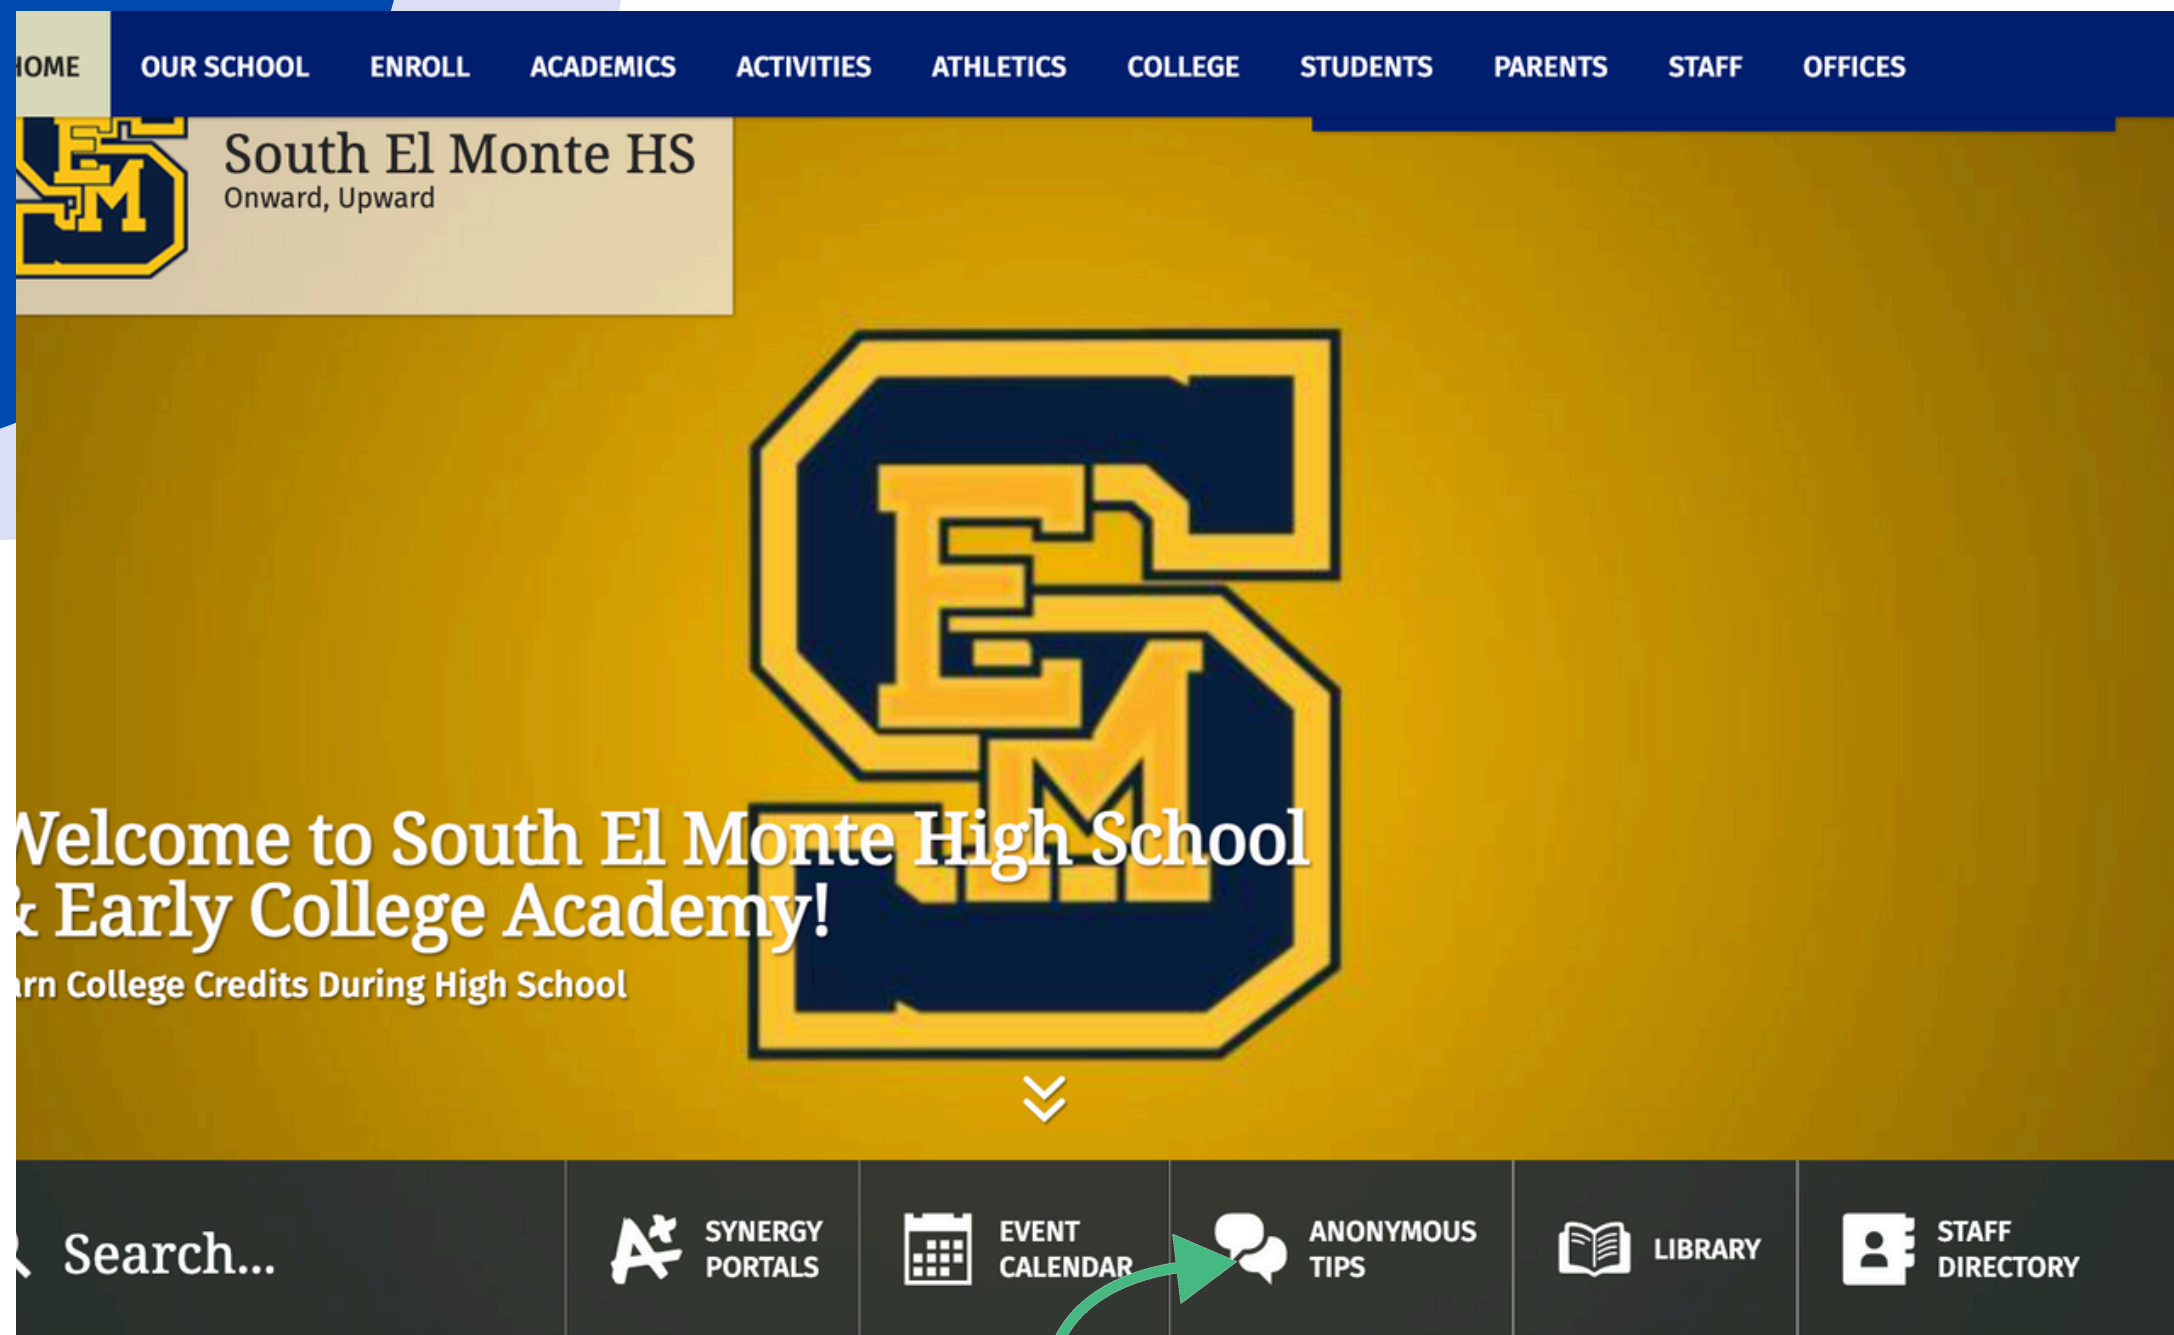 HOME OUR SCHOOL ENROLL ACADEMICS ACTIVITIES ATHLETICS COLLEGE STUDENTS PARENTS STAFF OFFICES
South El Monte HS
Onward, Upward
S
E
M
Welcome to South El Monte High School
& Early College Academy!
arn College Credits During High School
Search...
A+
SYNERGY
PORTALS
EVENT
CALENDAR
ANONYMOUS
TIPS
LIBRARY
STAFF
DIRECTORY